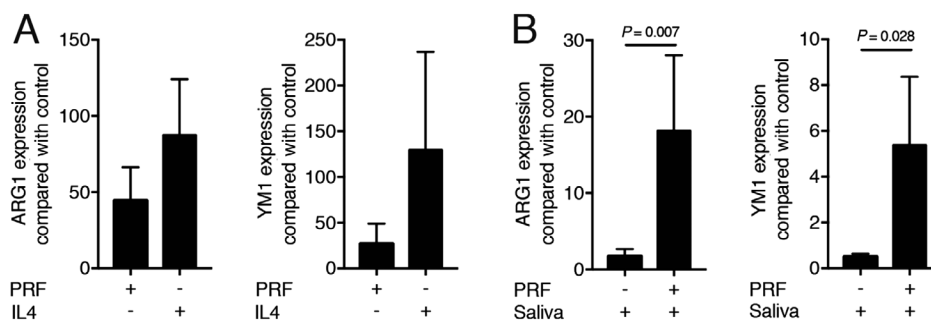 A
ARG1 expression
compared with control
150
100
50
0
PRF + -
IL4 - +
YM1 expression
compared with control
250
200
150
100
50
0
PRF + -
IL4 - +
B
ARG1 expression
compared with control
30
20
10
0
P = 0.007
PRF - +
Saliva + +
YM1 expression
compared with control
10
8
6
4
2
0
P = 0.028
PRF - +
Saliva + +